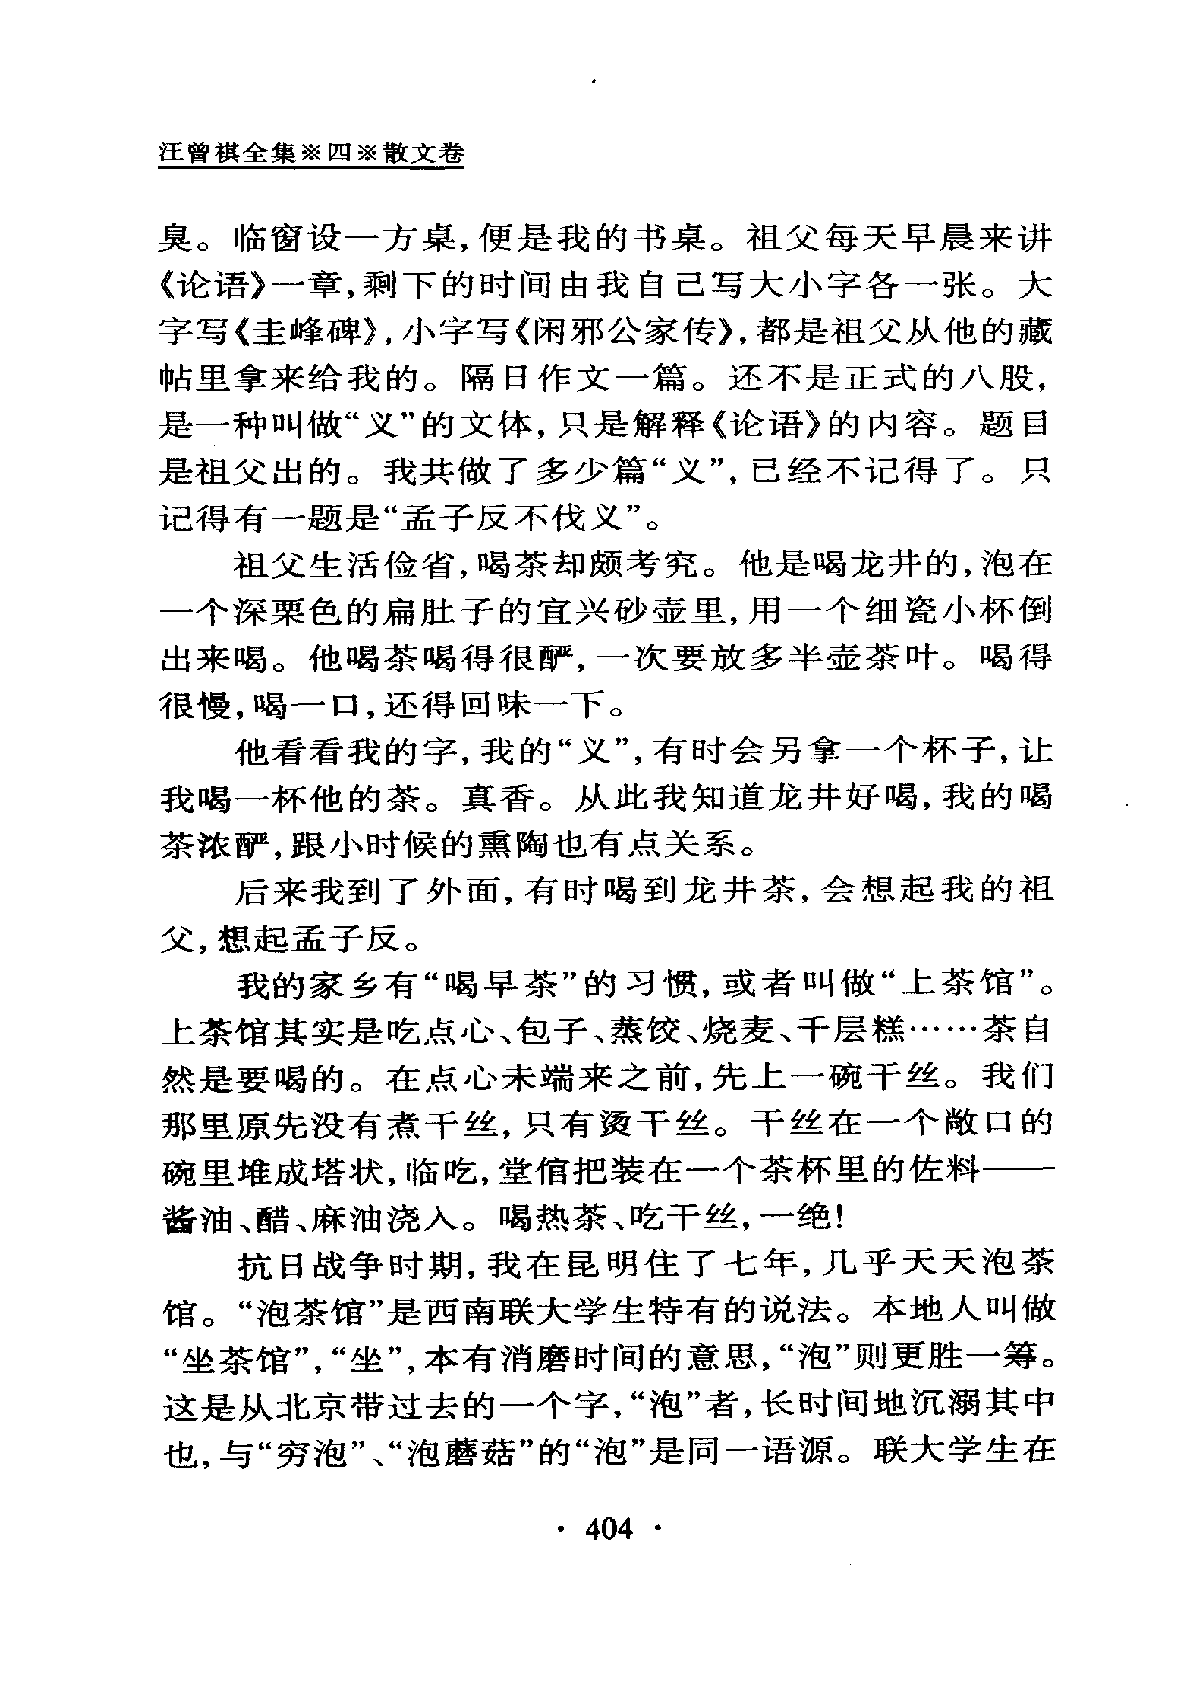 汪曾祺全集※四※散文卷
臭。临窗设一方桌,便是我的书桌。祖父每天早晨来讲
《论语》一章,剩下的时间由我自己写大小字各一张。大
字写《圭峰碑》,小字写《闲邪公家传》,都是祖父从他的藏
帖里拿来给我的。隔日作文一篇。还不是正式的八股,
是一种叫做“义”的文体,只是解释《论语》的内容。题目
是祖父出的。我共做了多少篇“义”,已经不记得了。只
记得有一题是“孟子反不伐义”。
祖父生活俭省,喝茶却颇考究。他是喝龙井的,泡在
一个深栗色的扁肚子的宜兴砂壶里,用一个细瓷小杯倒
出来喝。他喝茶喝得很酽,一次要放多半壶茶叶。喝得
很慢,喝一口,还得回味一下。
他看看我的字,我的“义”,有时会另拿一个杯子,让
我喝一杯他的茶。真香。从此我知道龙井好喝,我的喝
茶浓酽,跟小时候的熏陶也有点关系。
后来我到了外面,有时喝到龙井茶,会想起我的祖
父,想起孟子反。
我的家乡有“喝早茶”的习惯,或者叫做“上茶馆”。
上茶馆其实是吃点心、包子、蒸饺、烧麦、千层糕……茶自
然是要喝的。在点心未端来之前,先上一碗干丝。我们
那里原先没有煮干丝,只有烫干丝。干丝在一个敞口的
碗里堆成塔状,临吃,堂倌把装在一个茶杯里的佐料——
酱油、醋、麻油浇入。喝热茶、吃干丝,一绝!
抗日战争时期,我在昆明住了七年,几乎天天泡茶
馆。“泡茶馆”是西南联大学生特有的说法。本地人叫做
“坐茶馆”,“坐”,本有消磨时间的意思,“泡”则更胜一筹。
这是从北京带过去的一个字,“泡”者,长时间地沉溺其中
也,与“穷泡”、“泡蘑菇”的“泡”是同一语源。联大学生在
· 404 ·